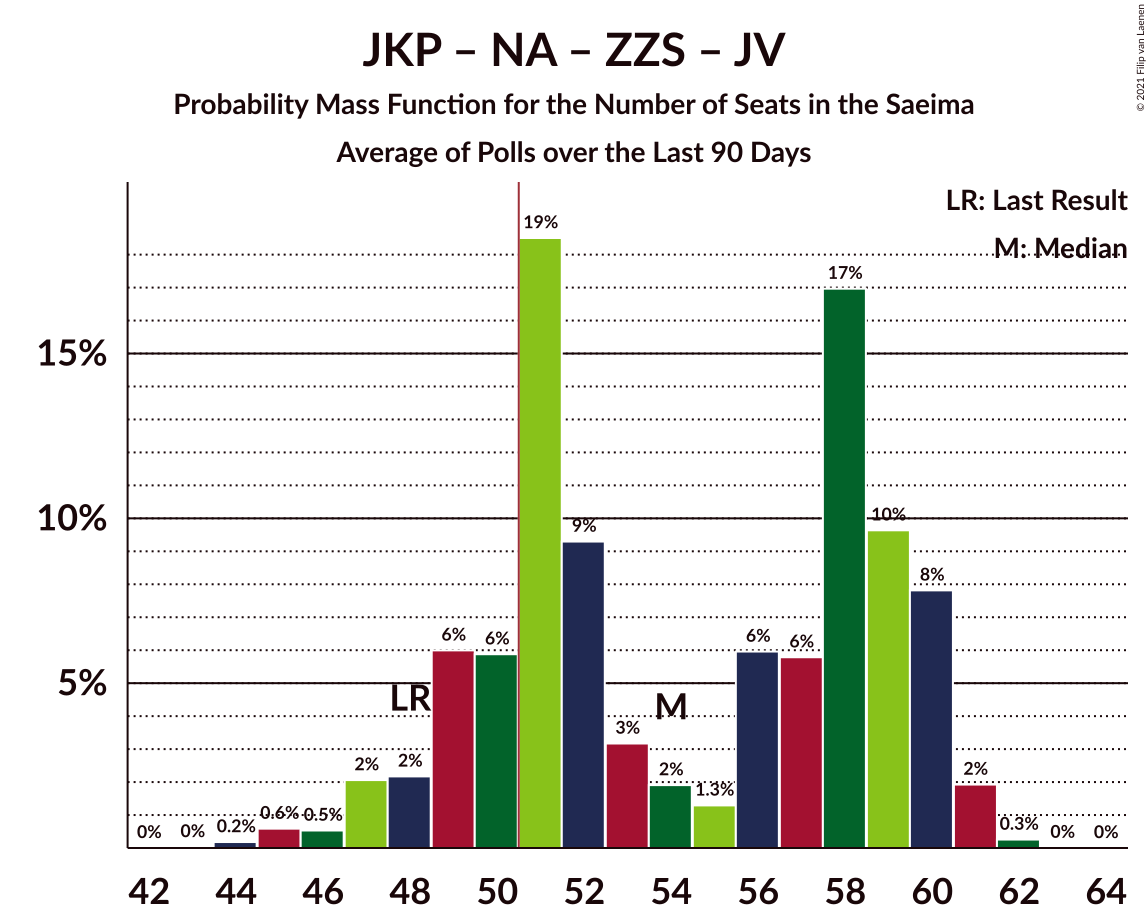 JKP – NA – ZZS – JV
Probability Mass Function for the Number of Seats in the Saeima
Average of Polls over the Last 90 Days
© 2021 Filip van Laenen
LR: Last Result
M: Median
15%
10%
5%
0%
0%
0.2%
0.6%
0.5%
2%
2%
6%
6%
19%
9%
3%
2%
1.3%
6%
6%
17%
10%
8%
2%
0.3%
0%
0%
LR
M
42 44 46 48 50 52 54 56 58 60 62 64